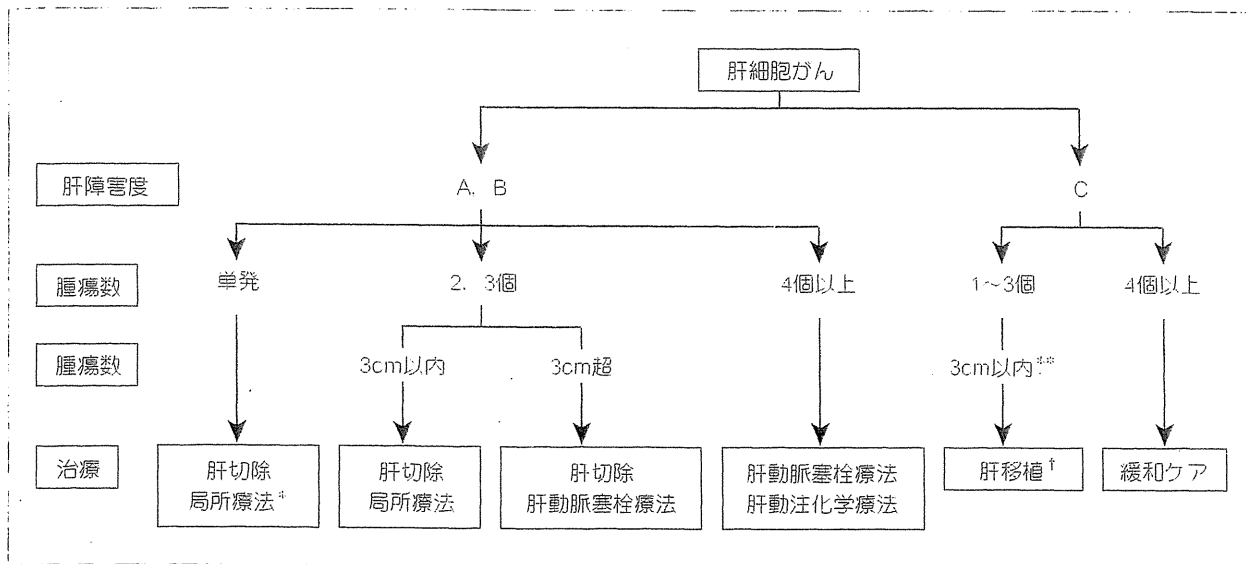 肝細胞がん
肝障害度
A. B
C
腫瘍数
単発
2. 3個
4個以上
1～3個
4個以上
腫瘍数
3cm以内
3cm超
3cm以内**
治療
肝切除
局所療法*
肝切除
局所療法
肝切除
肝動脈塞栓療法
肝動脈塞栓療法
肝動注化学療法
肝移植†
緩和ケア